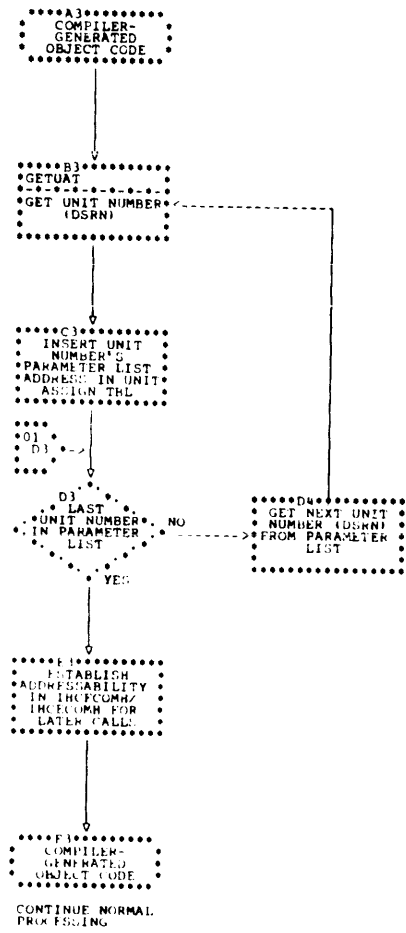 A3
COMPILER-
GENERATED
OBJECT CODE
B3
GETUAT
GET UNIT NUMBER
(DSRN)
C3
INSERT UNIT
NUMBER'S
PARAMETER LIST
ADDRESS IN UNIT
ASSIGN TBL
01
D3
D3
LAST
UNIT NUMBER
IN PARAMETER
LIST
NO
YES
D4
GET NEXT UNIT
NUMBER (DSRN)
FROM PARAMETER
LIST
E3
ESTABLISH
ADDRESSABILITY
IN IHCFCOMH/
IHCECOMH FOR
LATER CALLS
F3
COMPILER-
GENERATED
OBJECT CODE
CONTINUE NORMAL
PROCESSING